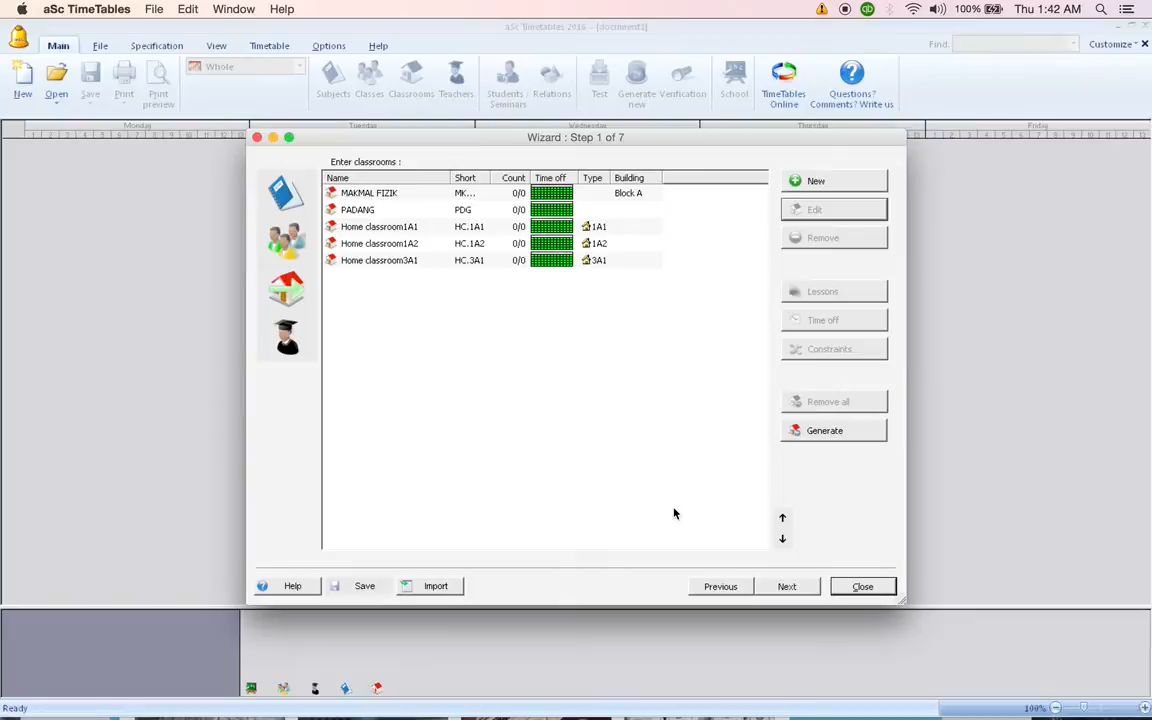 aSc TimeTables File Edit Window Help 100% Thu 1:42 AM
aSc TimeTables 2016 - [document1]
Main File Specification View Timetable Options Help Find: Customize
New Open Save Print Print preview Whole Subjects Classes Classrooms Teachers Students / Seminars Relations Test Generate new Verification School TimeTables Online Questions? Comments? Write us
Monday Tuesday Wednesday Thursday Friday
Wizard : Step 1 of 7
Enter classrooms :
Name Short Count Time off Type Building
MAKMAL FIZIK MK... 0/0 Block A
PADANG PDG 0/0
Home classroom1A1 HC.1A1 0/0 1A1
Home classroom1A2 HC.1A2 0/0 1A2
Home classroom3A1 HC.3A1 0/0 3A1
New
Edit
Remove
Lessons
Time off
Constraints
Remove all
Generate
Help Save Import Previous Next Close
Ready 100%